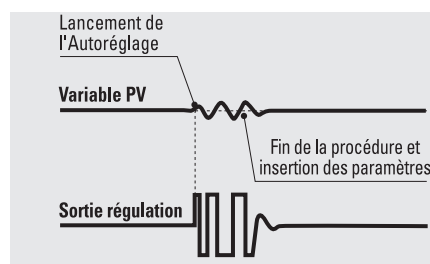 Lancement de
l'Autoréglage
Variable PV
Fin de la procédure et
insertion des paramètres
Sortie régulation